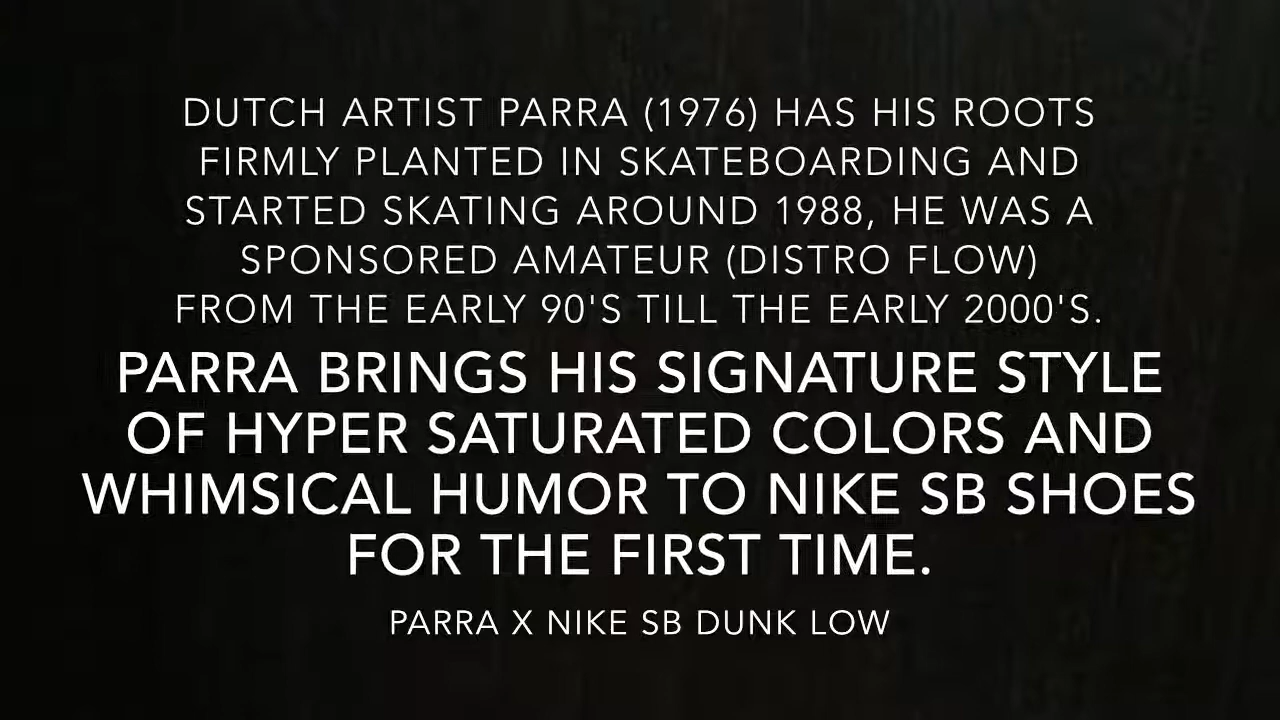 DUTCH ARTIST PARRA (1976) HAS HIS ROOTS
FIRMLY PLANTED IN SKATEBOARDING AND
STARTED SKATING AROUND 1988, HE WAS A
SPONSORED AMATEUR (DISTRO FLOW)
FROM THE EARLY 90'S TILL THE EARLY 2000'S.
PARRA BRINGS HIS SIGNATURE STYLE
OF HYPER SATURATED COLORS AND
WHIMSICAL HUMOR TO NIKE SB SHOES
FOR THE FIRST TIME.
PARRA X NIKE SB DUNK LOW